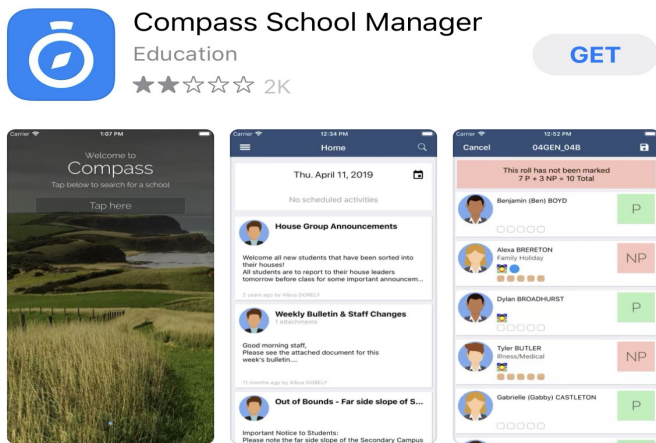 Compass School Manager
Education
2K
GET
Carrier 1:07 PM
Welcome to
Compass
Tap below to search for a school
Tap here
Carrier 12:34 PM
Home
Thu. April 11, 2019
No scheduled activities
House Group Announcements
Welcome all new students that have been sorted into
their houses!
All students are to report to their house leaders
tomorrow before class for some important announcem...
2 years ago by Albus DORELY
Weekly Bulletin & Staff Changes
1 attachments
Good morning staff,
Please see the attached document for this
week's bulletin....
11 months ago by Albus DORELY
Out of Bounds - Far side slope of S...
Important Notice to Students:
Please note the far side slope of the Secondary Campus
Carrier 12:52 PM
Cancel 04GEN_04B
This roll has not been marked
7 P + 3 NP = 10 Total
Benjamin (Ben) BOYD
P
Alexa BRERETON
Family Holiday
NP
Dylan BROADHURST
P
Tyler BUTLER
Illness/Medical
NP
Gabrielle (Gabby) CASTLETON
P